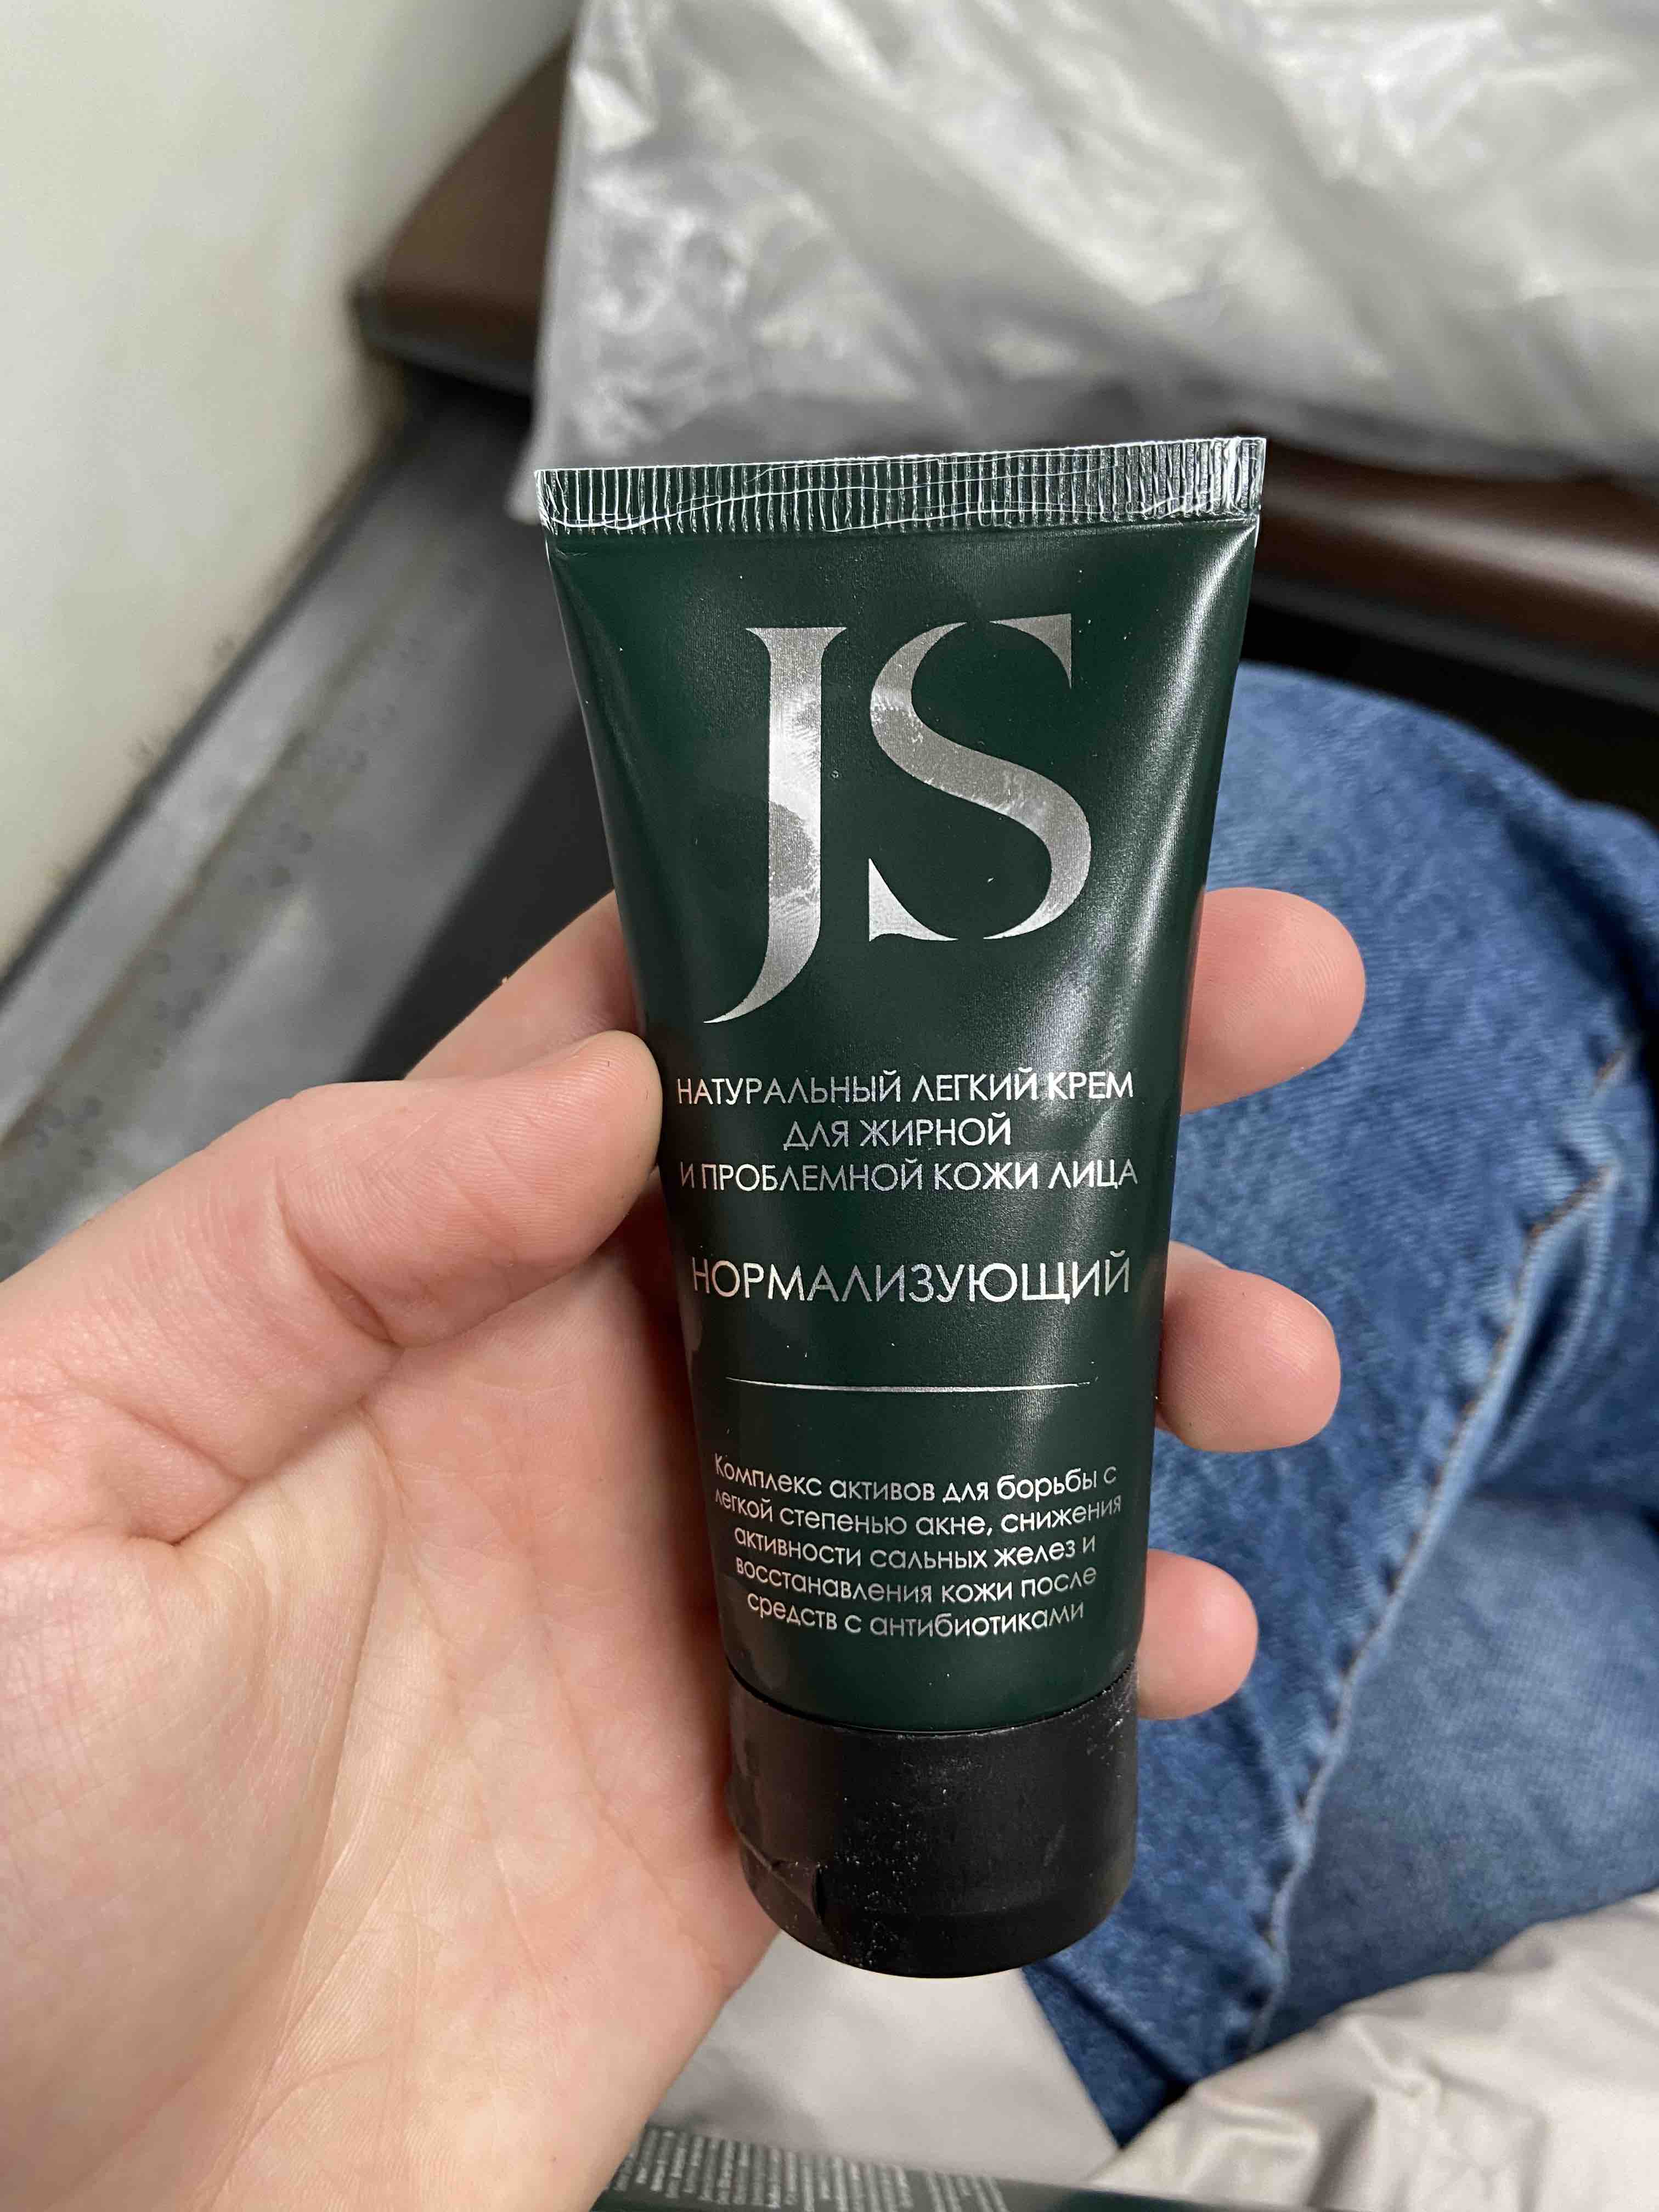 JS
НАТУРАЛЬНЫЙ ЛЕГКИЙ КРЕМ
ДЛЯ ЖИРНОЙ
И ПРОБЛЕМНОЙ КОЖИ ЛИЦА
НОРМАЛИЗУЮЩИЙ
Комплекс активов для борьбы с
легкой степенью акне, снижения
активности сальных желез и
восстанавления кожи после
средств с антибиотиками